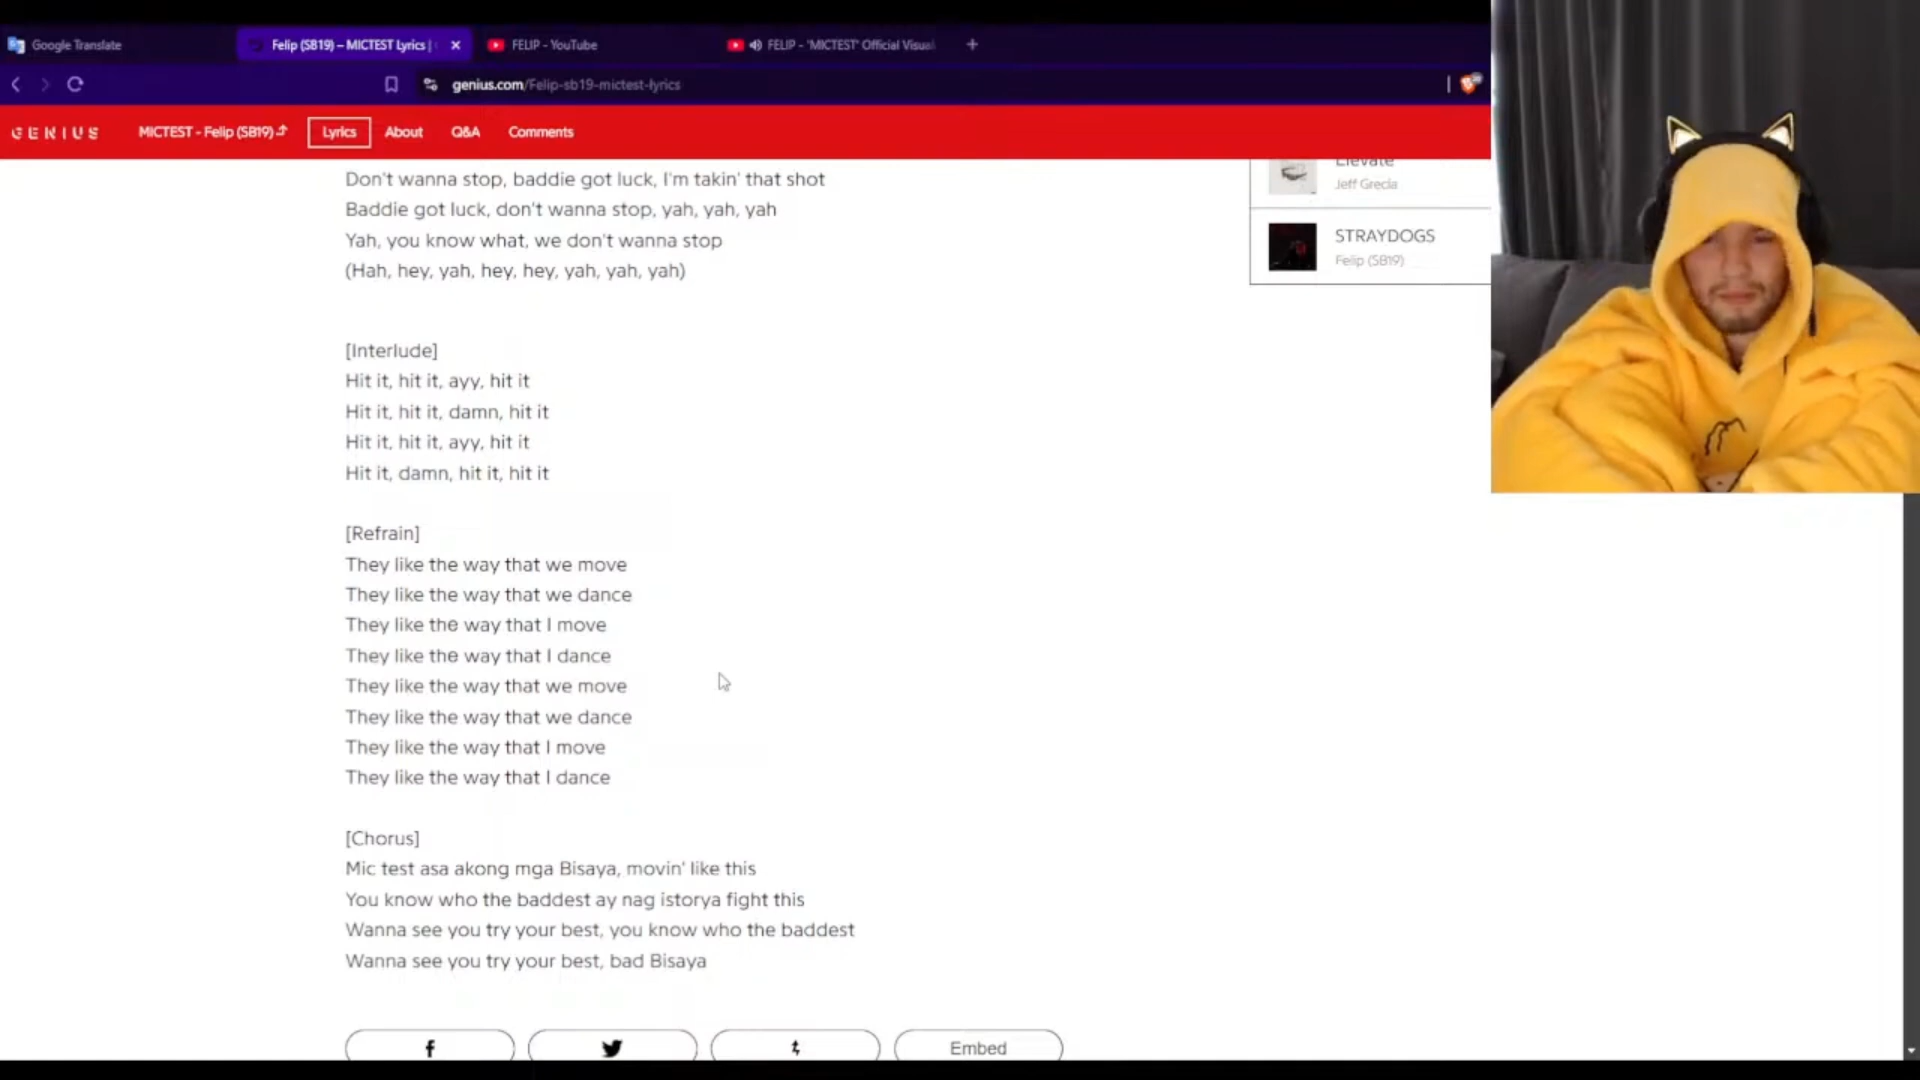 Google Translate
Felip (SB19) – MICTEST Lyrics |
FELIP - YouTube
FELIP - 'MICTEST' Official Visual
genius.com/Felip-sb19-mictest-lyrics
GENIUS
MICTEST - Felip (SB19)
Lyrics
About
Q&A
Comments
Don't wanna stop, baddie got luck, I'm takin' that shot
Baddie got luck, don't wanna stop, yah, yah, yah
Yah, you know what, we don't wanna stop
(Hah, hey, yah, hey, hey, yah, yah, yah)
[Interlude]
Hit it, hit it, ayy, hit it
Hit it, hit it, damn, hit it
Hit it, hit it, ayy, hit it
Hit it, damn, hit it, hit it
[Refrain]
They like the way that we move
They like the way that we dance
They like the way that I move
They like the way that I dance
They like the way that we move
They like the way that we dance
They like the way that I move
They like the way that I dance
[Chorus]
Mic test asa akong mga Bisaya, movin' like this
You know who the baddest ay nag istorya fight this
Wanna see you try your best, you know who the baddest
Wanna see you try your best, bad Bisaya
Embed
Elevate
Jeff Grecia
STRAYDOGS
Felip (SB19)